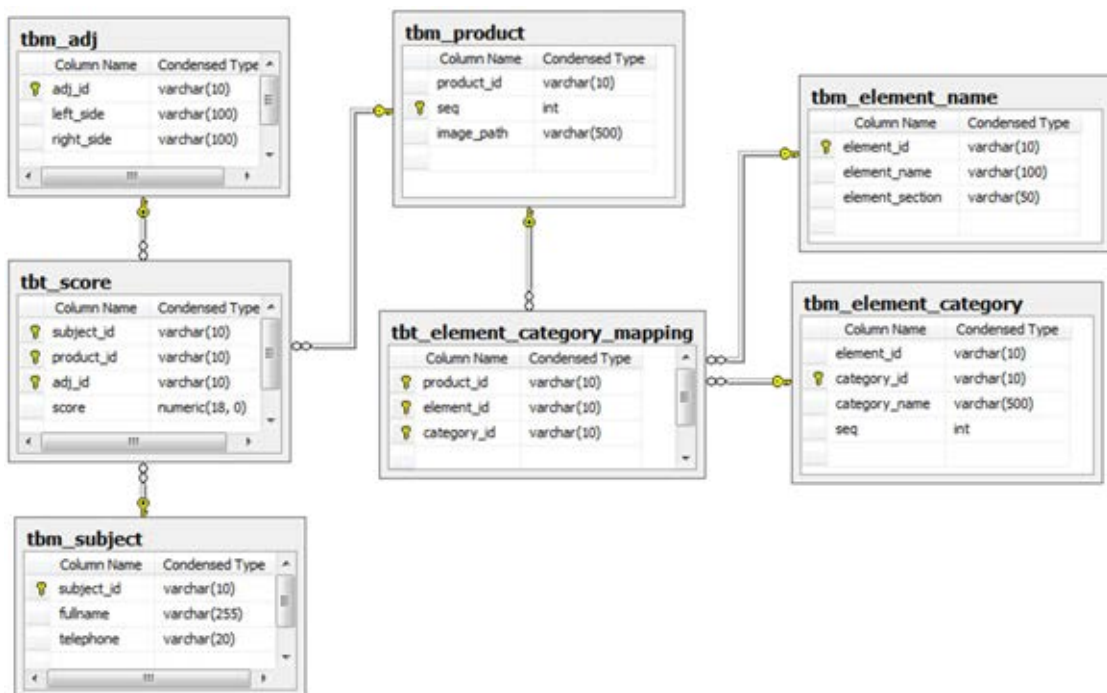 tbm_adj
Column Name Condensed Type
adj_id varchar(10)
left_side varchar(100)
right_side varchar(100)
tbm_product
Column Name Condensed Type
product_id varchar(10)
seq int
image_path varchar(500)
tbm_element_name
Column Name Condensed Type
element_id varchar(10)
element_name varchar(100)
element_section varchar(50)
tbt_score
Column Name Condensed Type
subject_id varchar(10)
product_id varchar(10)
adj_id varchar(10)
score numeric(18, 0)
tbt_element_category_mapping
Column Name Condensed Type
product_id varchar(10)
element_id varchar(10)
category_id varchar(10)
tbm_element_category
Column Name Condensed Type
element_id varchar(10)
category_id varchar(10)
category_name varchar(500)
seq int
tbm_subject
Column Name Condensed Type
subject_id varchar(10)
fullname varchar(255)
telephone varchar(20)